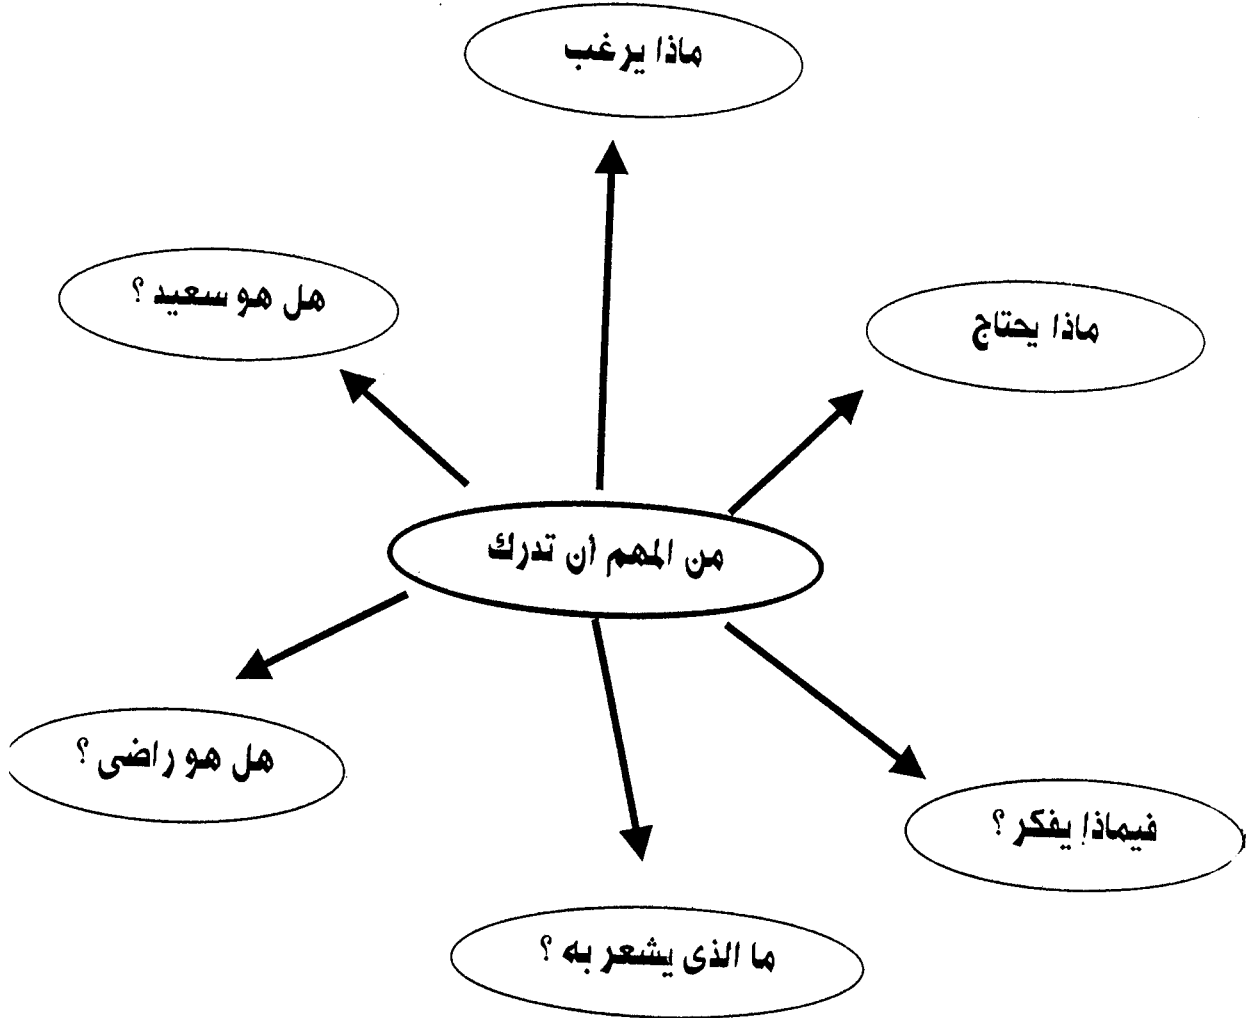 ماذا يرغب
هل هو سعيد ؟
ماذا يحتاج
من المهم أن تدرك
هل هو راضى ؟
فيماذا يفكر ؟
ما الذى يشعر به ؟